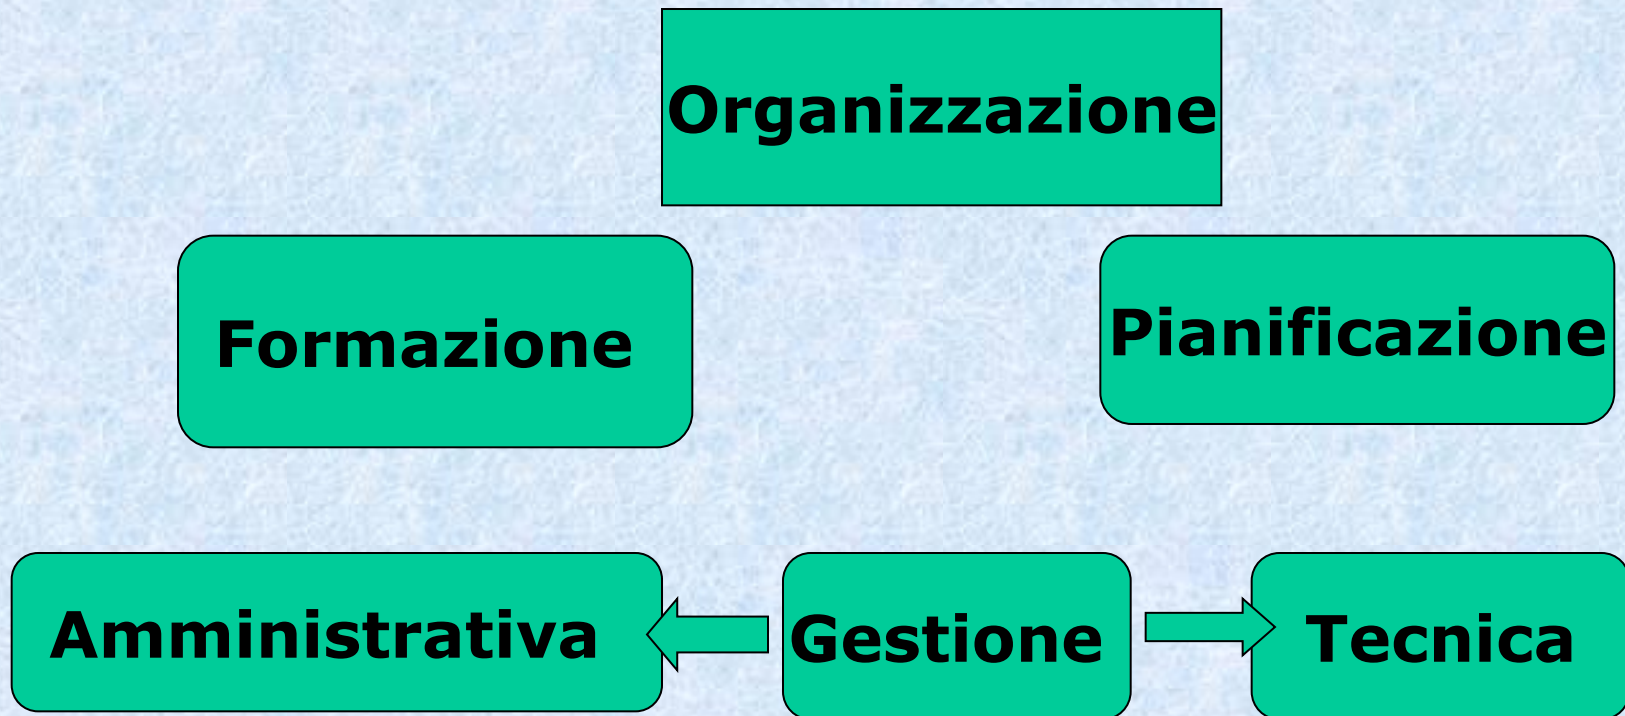 Organizzazione
Formazione
Pianificazione
Amministrativa
Gestione
Tecnica